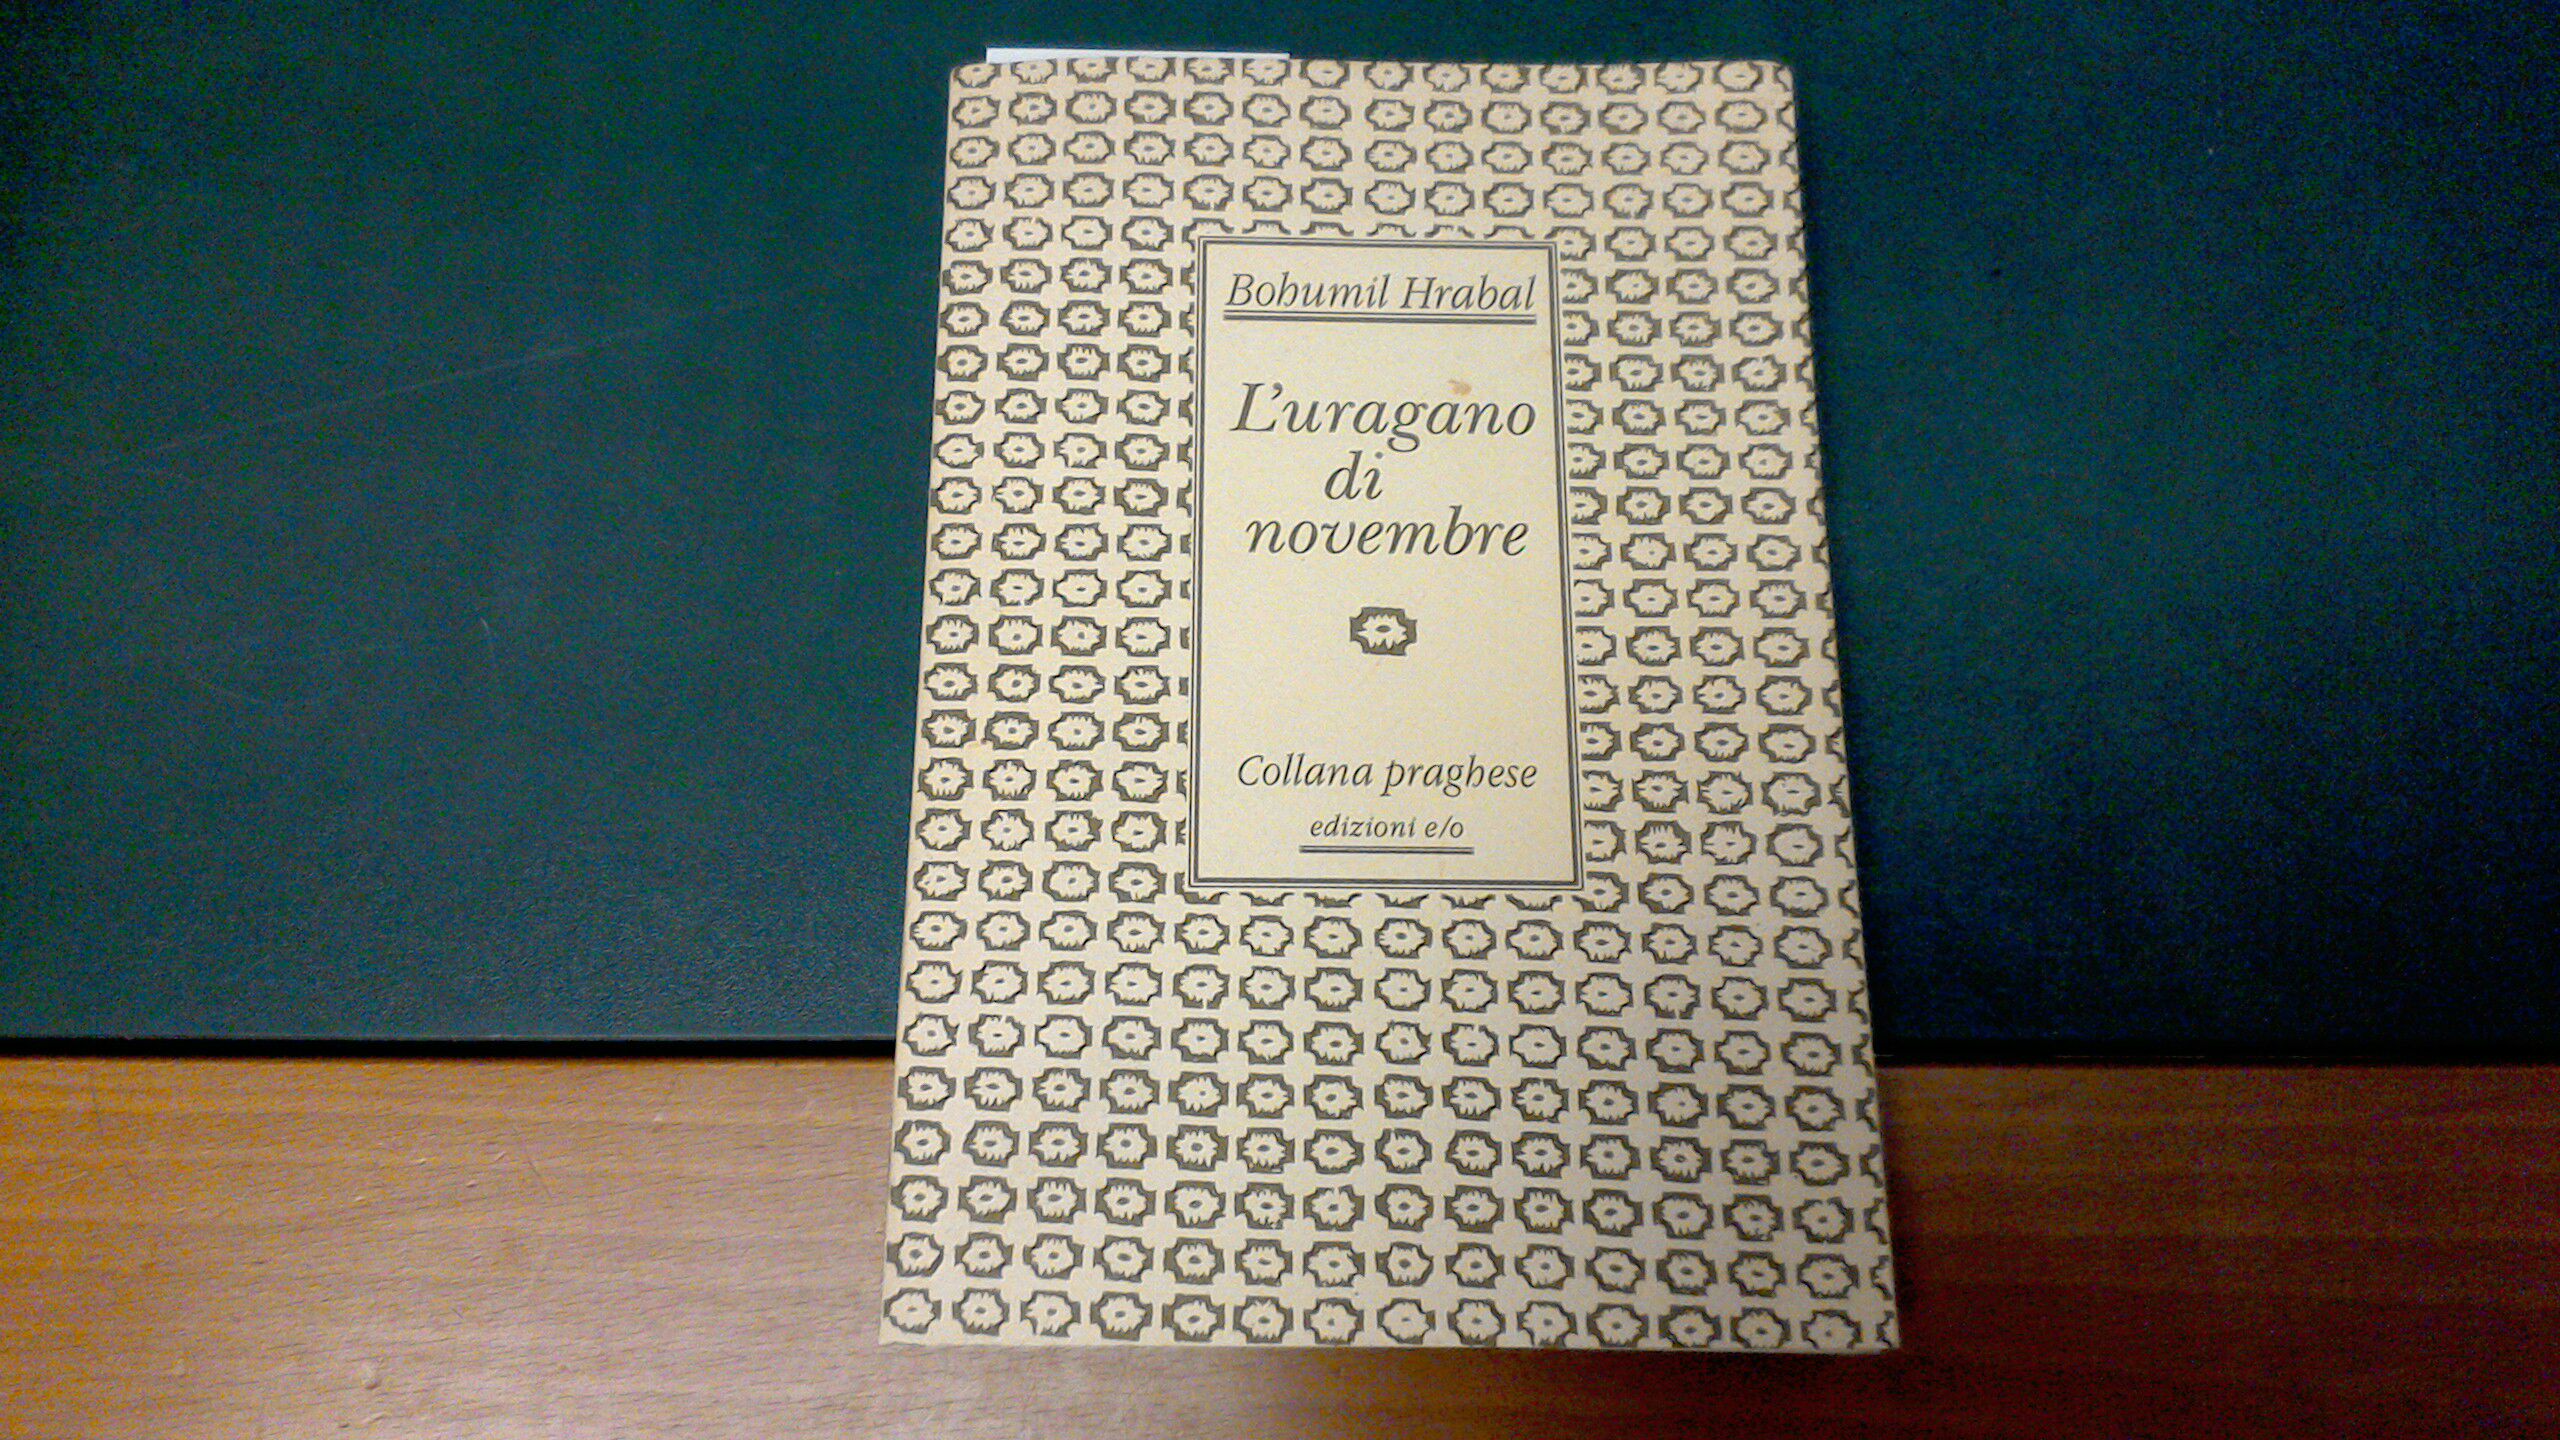 Bohumil Hrabal
L'uragano
di
novembre
Collana praghese
edizioni e/o